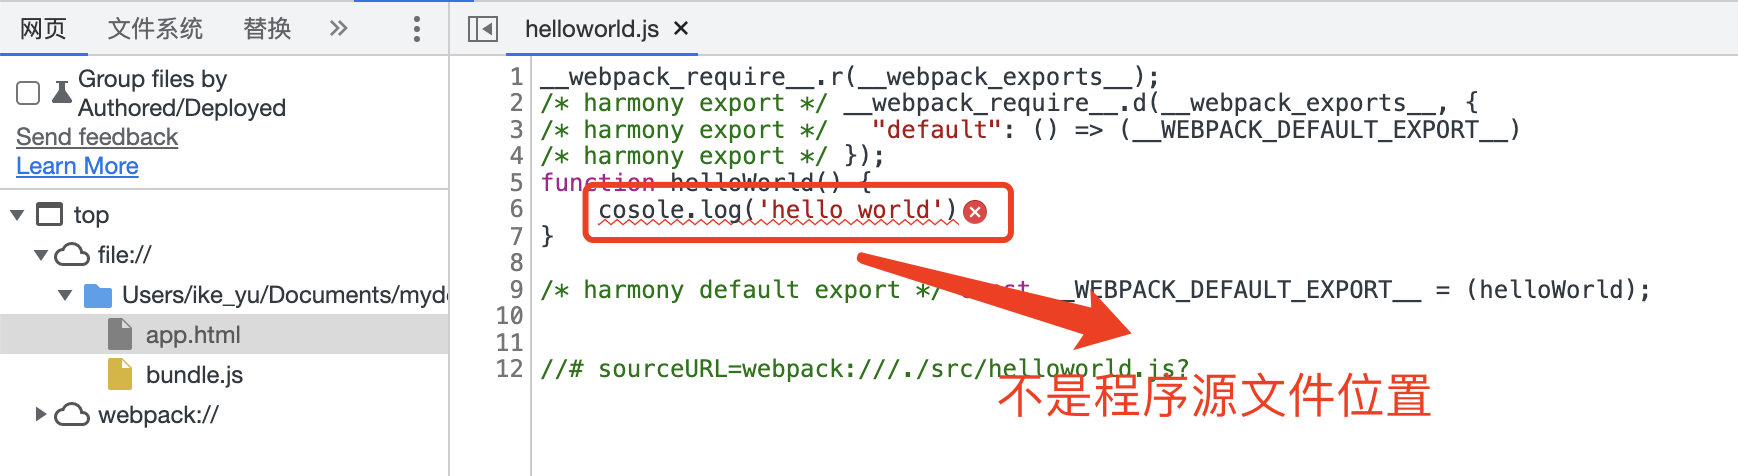 网页 文件系统 替换 »
Group files by
Authored/Deployed
Send feedback
Learn More
top
file://
Users/ike_yu/Documents/myd
app.html
bundle.js
webpack://
helloworld.js ×
1 __webpack_require__.r(__webpack_exports__);
2 /* harmony export */ __webpack_require__.d(__webpack_exports__, {
3 /* harmony export */   "default": () => (__WEBPACK_DEFAULT_EXPORT__)
4 /* harmony export */ });
5 function helloWorld() {
6     cosole.log('hello world')
7 }
8
9 /* harmony default export */ const __WEBPACK_DEFAULT_EXPORT__ = (helloWorld);
10
11
12 //# sourceURL=webpack:///./src/helloworld.js?
不是程序源文件位置